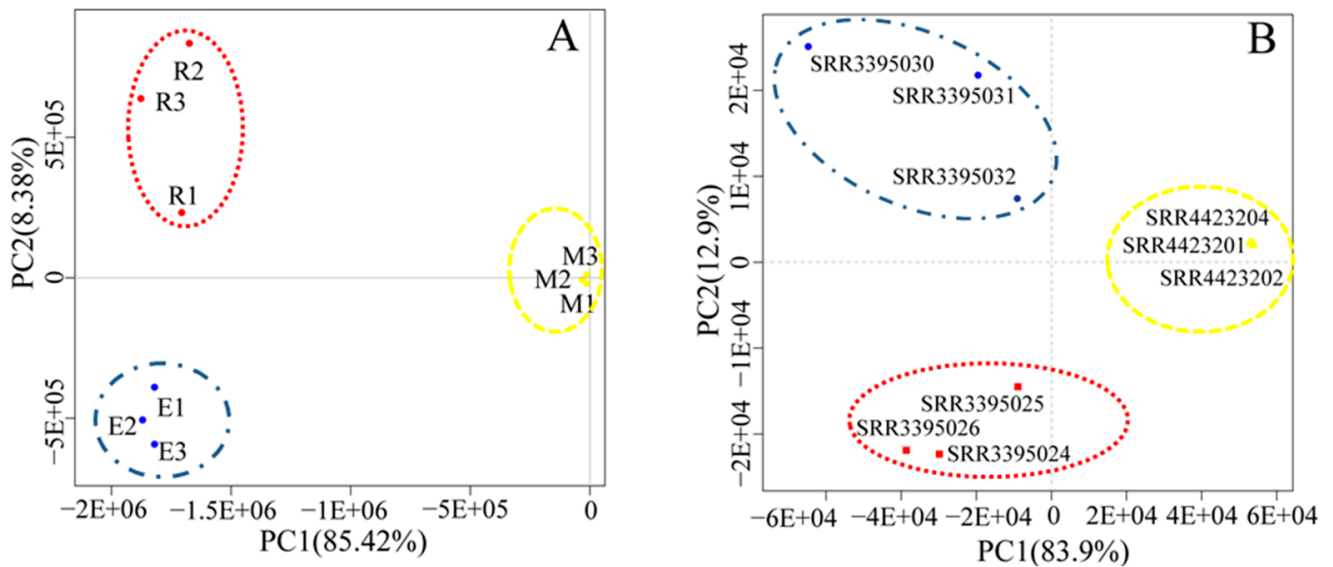 A
R2
R3
R1
M3
M2
M1
E1
E2
E3
5E+05
0
−5E+05
PC2(8.38%)
−2E+06 −1.5E+06 −1E+06 −5E+05 0
PC1(85.42%)
B
SRR3395030
SRR3395031
SRR3395032
SRR4423204
SRR4423201
SRR4423202
SRR3395025
SRR3395026
SRR3395024
2E+04
1E+04
0
−1E+04
−2E+04
PC2(12.9%)
−6E+04 −4E+04 −2E+04 0 2E+04 4E+04 6E+04
PC1(83.9%)